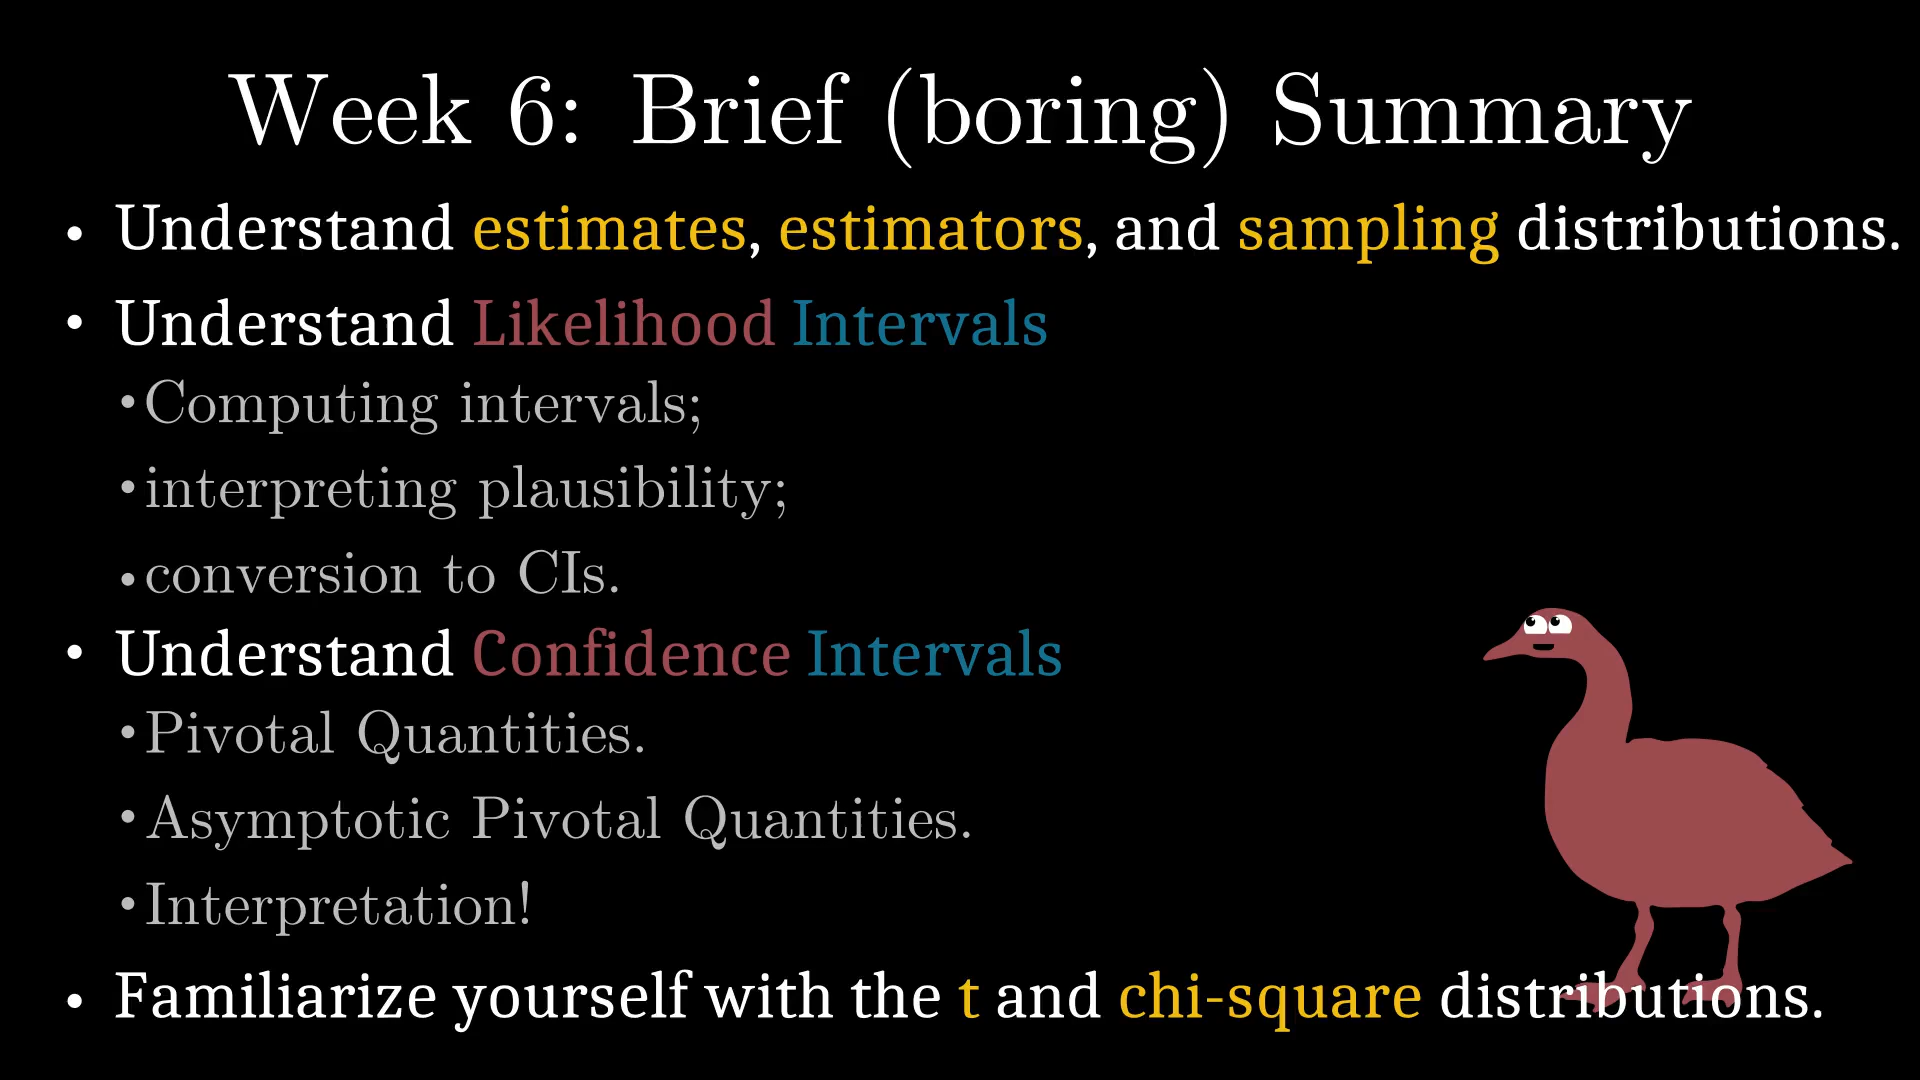 Week 6: Brief (boring) Summary
• Understand estimates, estimators, and sampling distributions.
• Understand Likelihood Intervals
• Computing intervals;
• interpreting plausibility;
• conversion to CIs.
• Understand Confidence Intervals
• Pivotal Quantities.
• Asymptotic Pivotal Quantities.
• Interpretation!
• Familiarize yourself with the t and chi-square distributions.